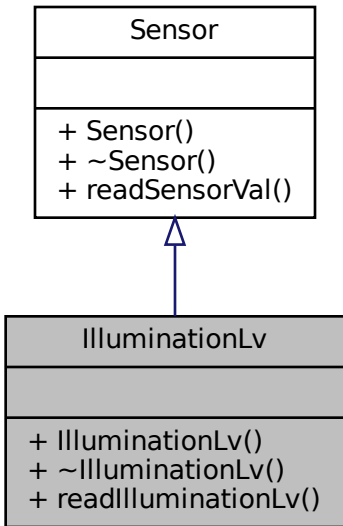 Sensor
+ Sensor()
+ ~Sensor()
+ readSensorVal()
IlluminationLv
+ IlluminationLv()
+ ~IlluminationLv()
+ readIlluminationLv()